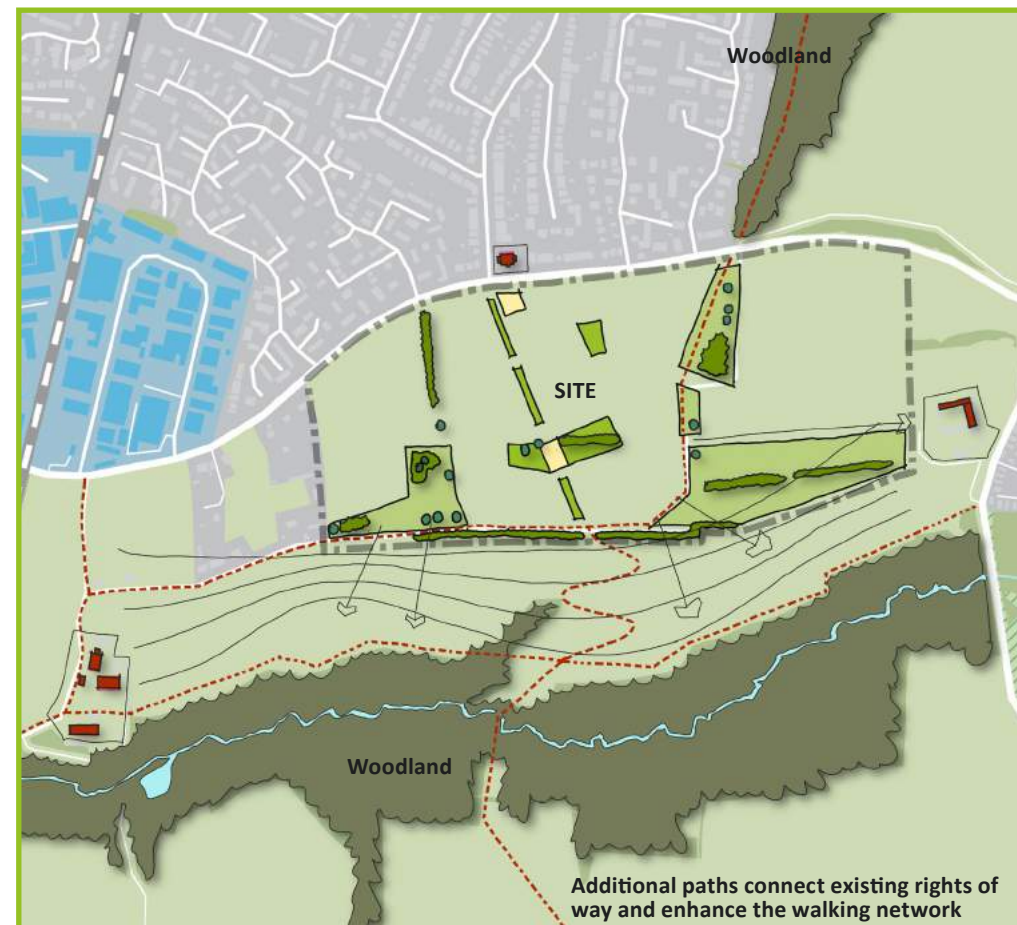 Woodland
SITE
Woodland
Additional paths connect existing rights of
way and enhance the walking network